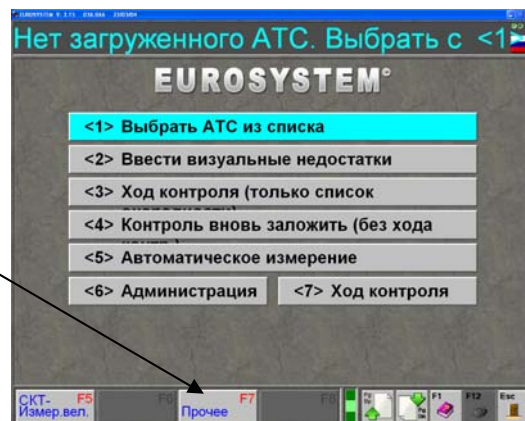 Нет загруженного АТС. Выбрать с <1
EUROSYSTEM°
<1> Выбрать АТС из списка
<2> Ввести визуальные недостатки
<3> Ход контроля (только список
<4> Контроль вновь заложить (без хода
<5> Автоматическое измерение
<6> Администрация <7> Ход контроля
СКТ- F5 F6 F7 F8 F1 F12 Esc
Измер.вел. Прочее